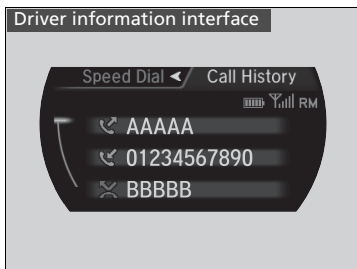 Driver information interface
Speed Dial Call History
RM
AAAAA
01234567890
BBBBB